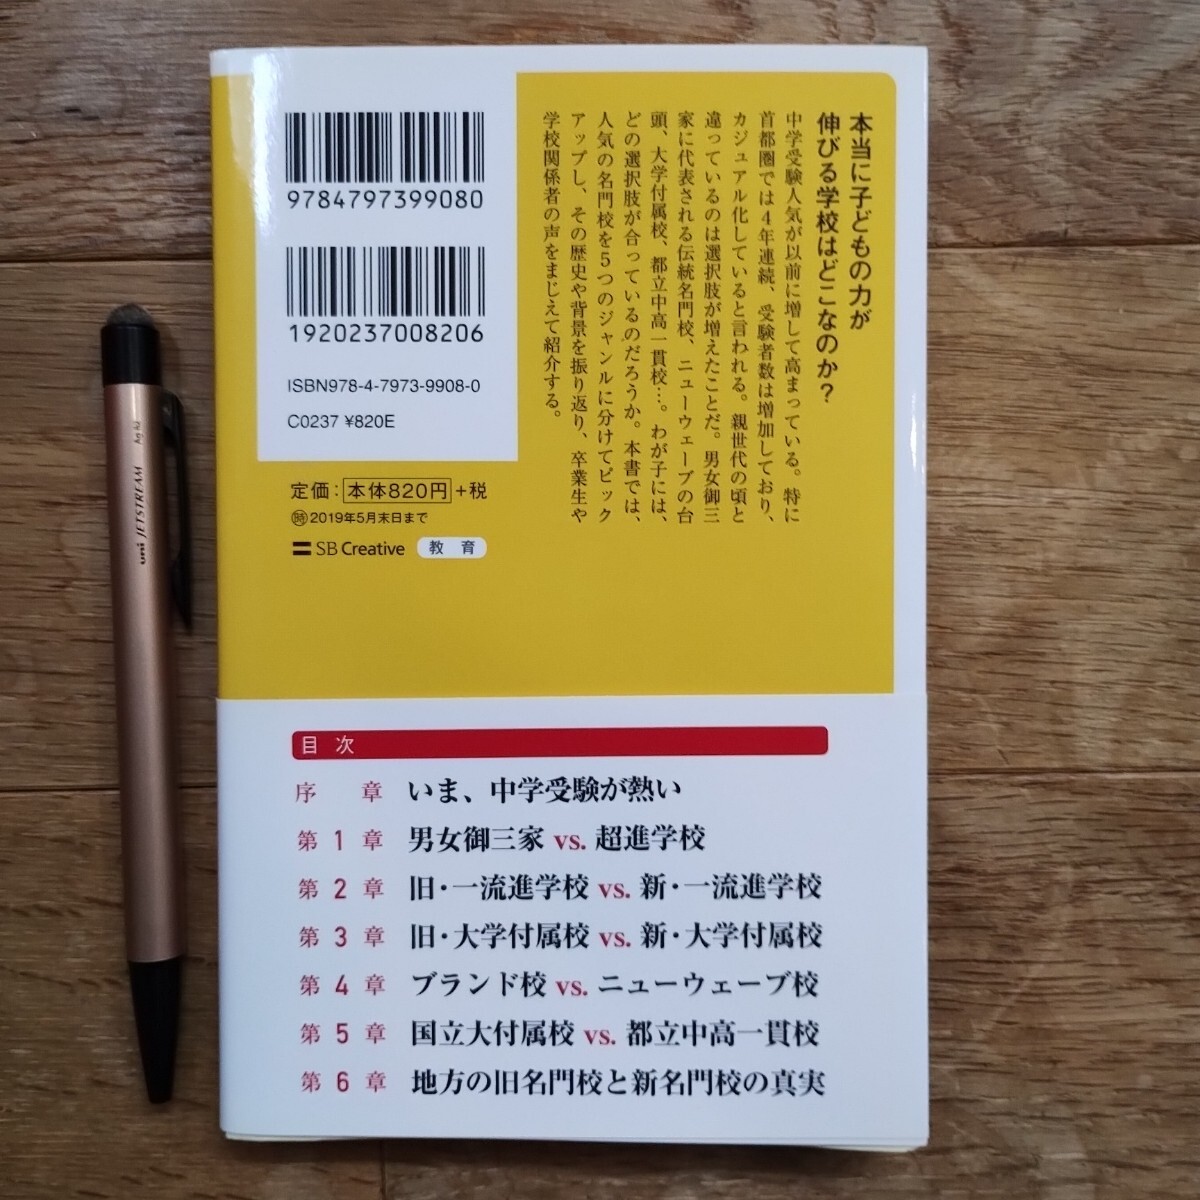 本当に子どもの力が
伸びる学校はどこなのか?
中学受験人気が以前に増して高まっている。特に
首都圏では4年連続、受験者数は増加しており、
カジュアル化していると言われる。親世代の頃と
違っているのは選択肢が増えたことだ。男女御三
家に代表される伝統名門校、ニューウェーブの台
頭、大学付属校、都立中高一貫校…。わが子には、
どの選択肢が合っているのだろうか。本書では、
人気の名門校を5つのジャンルに分けてピック
アップし、その歴史や背景を振り返り、卒業生や
学校関係者の声をまじえて紹介する。
9784797399080
1920237008206
ISBN978-4-7973-9908-0
C0237 ¥820E
定価:本体820円+税
時2019年5月末日まで
SB Creative 教育
目次
序章 いま、中学受験が熱い
第1章 男女御三家 vs. 超進学校
第2章 旧・一流進学校 vs. 新・一流進学校
第3章 旧・大学付属校 vs. 新・大学付属校
第4章 ブランド校 vs. ニューウェーブ校
第5章 国立大付属校 vs. 都立中高一貫校
第6章 地方の旧名門校と新名門校の真実
uni JETSTREAM